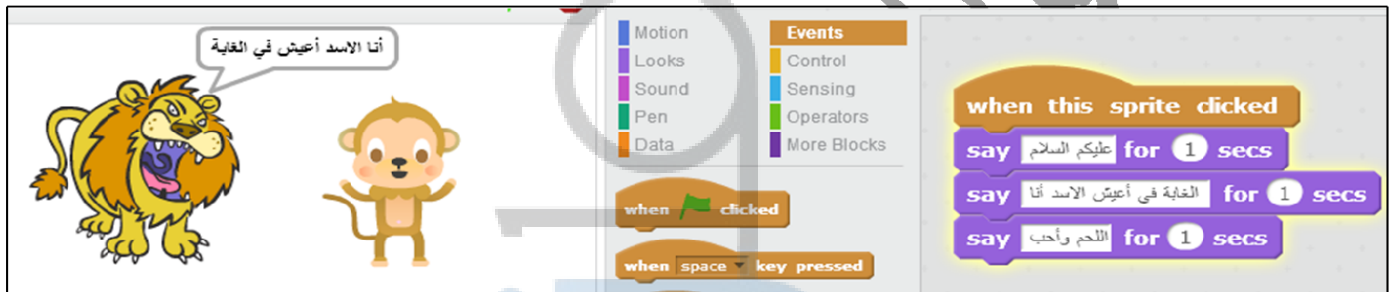 أنا الاسد أعيش في الغابة
Motion Events
Looks Control
Sound Sensing
Pen Operators
Data More Blocks
when clicked
when space key pressed
when this sprite clicked
say عليكم السلام for 1 secs
say الغابة في أعيش الاسد أنا for 1 secs
say اللحم وأحب for 1 secs